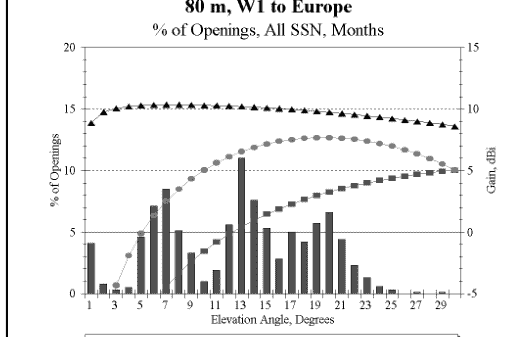 80 m, W1 to Europe
% of Openings, All SSN, Months
20 15
15 10
10 5
5 0
0 -5
% of Openings
Gain, dBi
1 3 5 7 9 11 13 15 17 19 21 23 25 27 29
Elevation Angle, Degrees